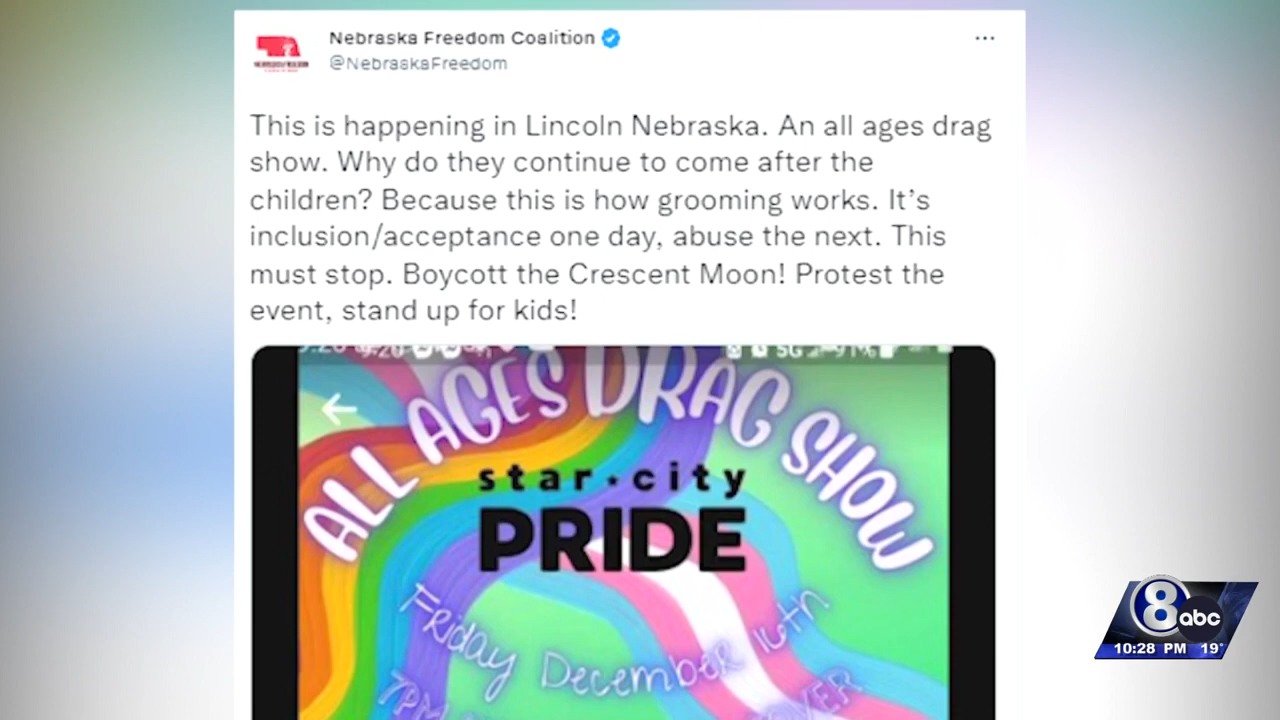 Nebraska Freedom Coalition
@NebraskaFreedom
This is happening in Lincoln Nebraska. An all ages drag
show. Why do they continue to come after the
children? Because this is how grooming works. It's
inclusion/acceptance one day, abuse the next. This
must stop. Boycott the Crescent Moon! Protest the
event, stand up for kids!
5G
ALL AGES DRAG SHOW
star·city
PRIDE
Friday December 16th
7PM
8 abc
10:28 PM 19°